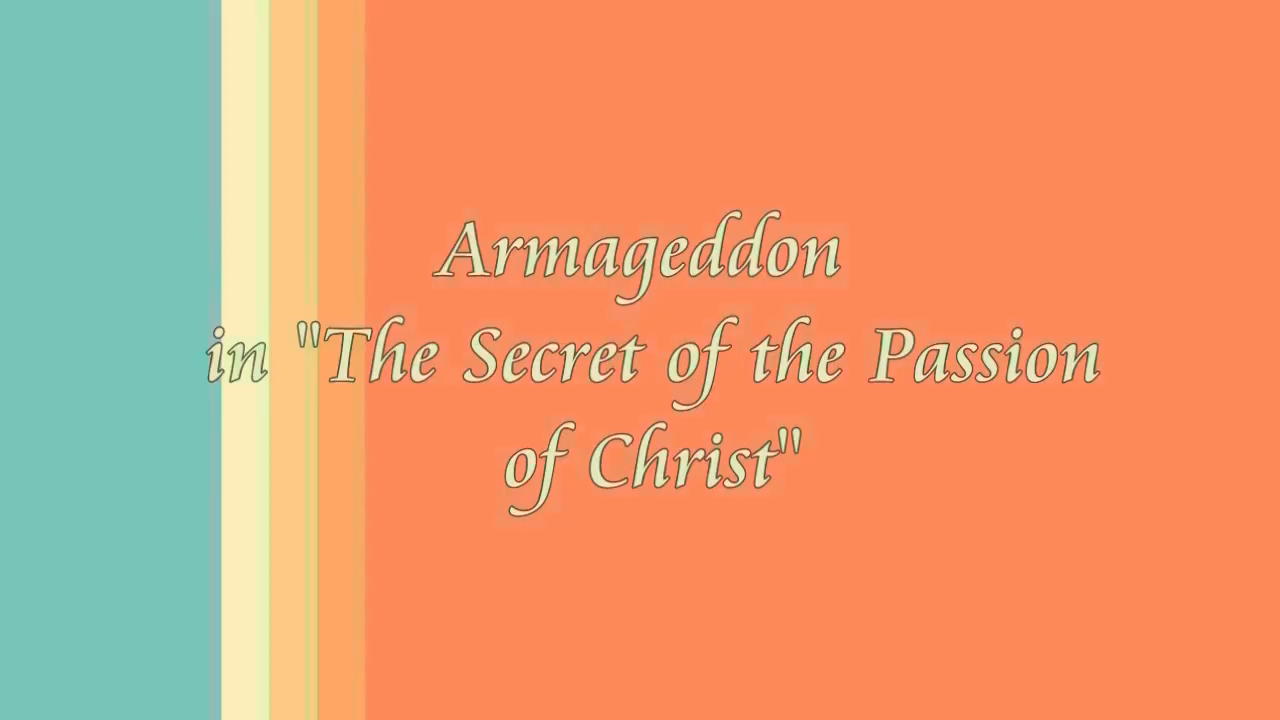 Armageddon
in "The Secret of the Passion
of Christ"